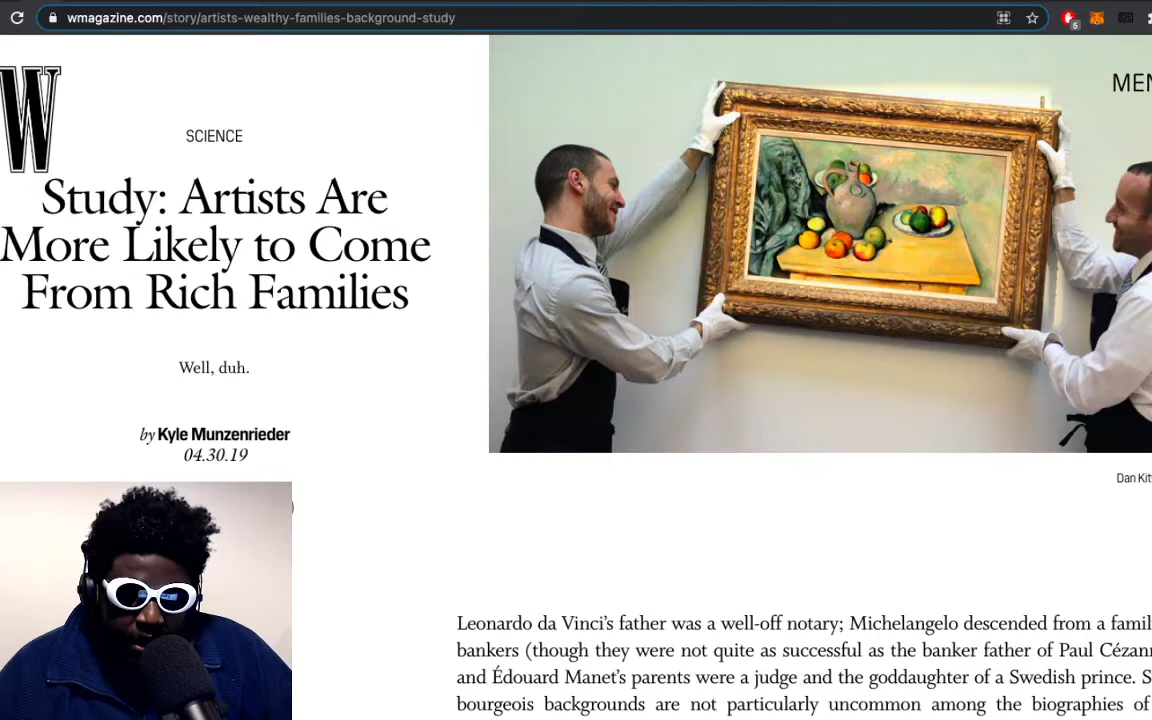 wmagazine.com/story/artists-wealthy-families-background-study
5
W
MEN
SCIENCE
Study: Artists Are
More Likely to Come
From Rich Families
Well, duh.
by Kyle Munzenrieder
04.30.19
Dan Kit
Leonardo da Vinci's father was a well-off notary; Michelangelo descended from a famil
bankers (though they were not quite as successful as the banker father of Paul Cézann
and Édouard Manet's parents were a judge and the goddaughter of a Swedish prince. S
bourgeois backgrounds are not particularly uncommon among the biographies of